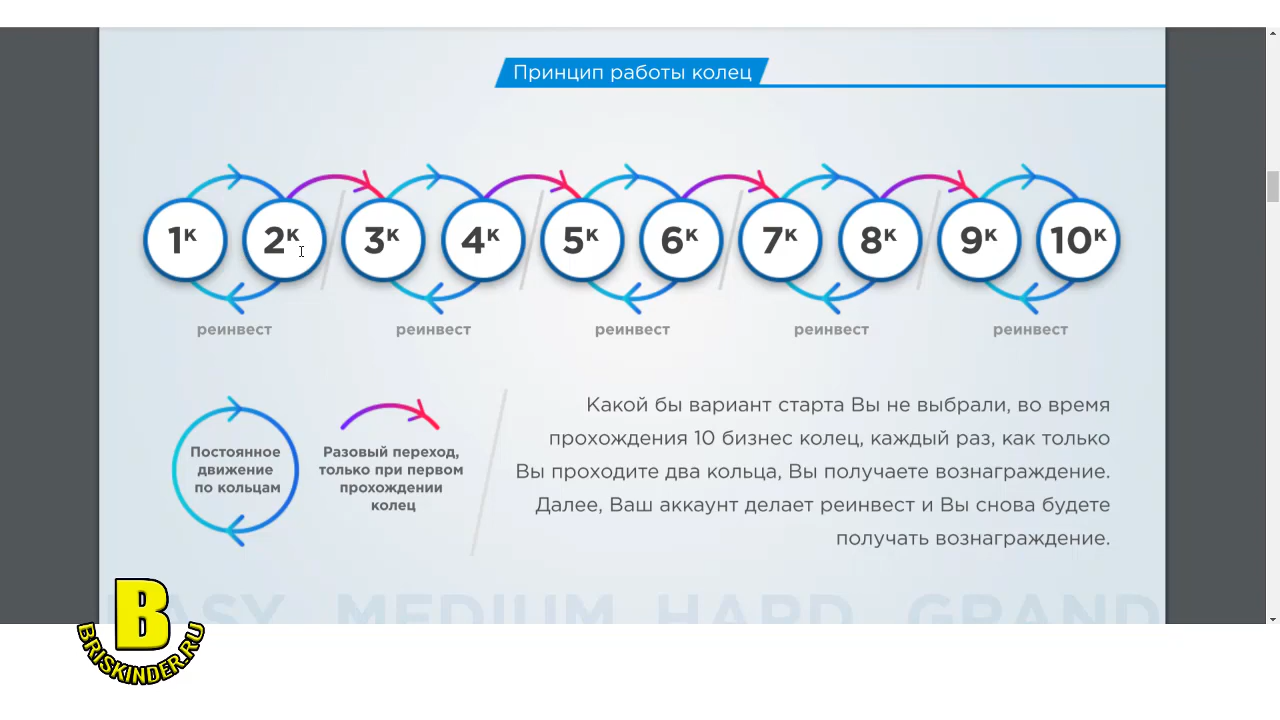 Принцип работы колец
1К 2К 3К 4К 5К 6К 7К 8К 9К 10К
реинвест реинвест реинвест реинвест реинвест
Постоянное
движение
по кольцам
Разовый переход,
только при первом
прохождении
колец
Какой бы вариант старта Вы не выбрали, во время
прохождения 10 бизнес колец, каждый раз, как только
Вы проходите два кольца, Вы получаете вознаграждение.
Далее, Ваш аккаунт делает реинвест и Вы снова будете
получать вознаграждение.
EASY MEDIUM HARD GRAND
B
BRISKINDER.RU